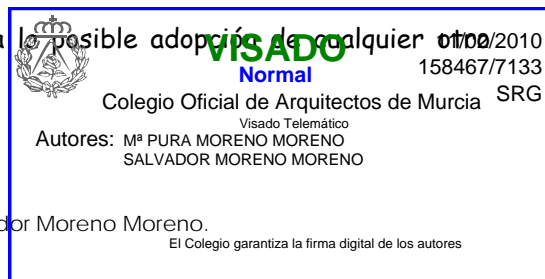 a lo posible adopción de cualquier otro
VISADO
Normal
/02/2010
158467/7133
SRG
Colegio Oficial de Arquitectos de Murcia
Visado Telemático
Autores: Mª PURA MORENO MORENO
SALVADOR MORENO MORENO
dor Moreno Moreno.
El Colegio garantiza la firma digital de los autores